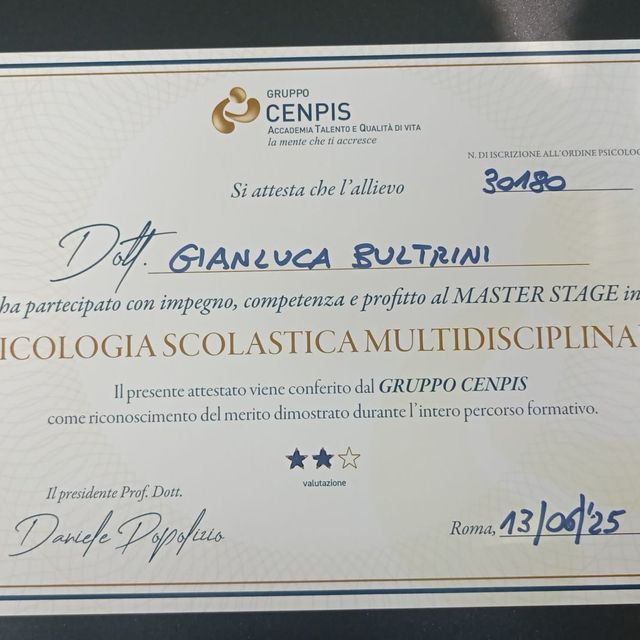 GRUPPO
CENPIS
ACCADEMIA TALENTO E QUALITÀ DI VITA
la mente che ti accresce
N. DI ISCRIZIONE ALL'ORDINE PSICOLOG
30180
Si attesta che l'allievo
Dott. GIANLUCA BULTRINI
ha partecipato con impegno, competenza e profitto al MASTER STAGE in
ICOLOGIA SCOLASTICA MULTIDISCIPLINA
Il presente attestato viene conferito dal GRUPPO CENPIS
come riconoscimento del merito dimostrato durante l'intero percorso formativo.
valutazione
Il presidente Prof. Dott.
Daniele Popolizio
Roma, 13/06/'25